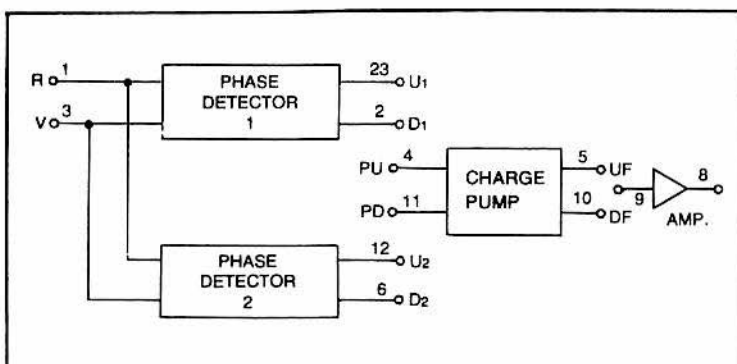 R 1
V 3
PHASE
DETECTOR
1
23 U1
2 D1
PU 4
PD 11
CHARGE
PUMP
5 UF
10 DF
9
8
AMP.
PHASE
DETECTOR
2
12 U2
6 D2